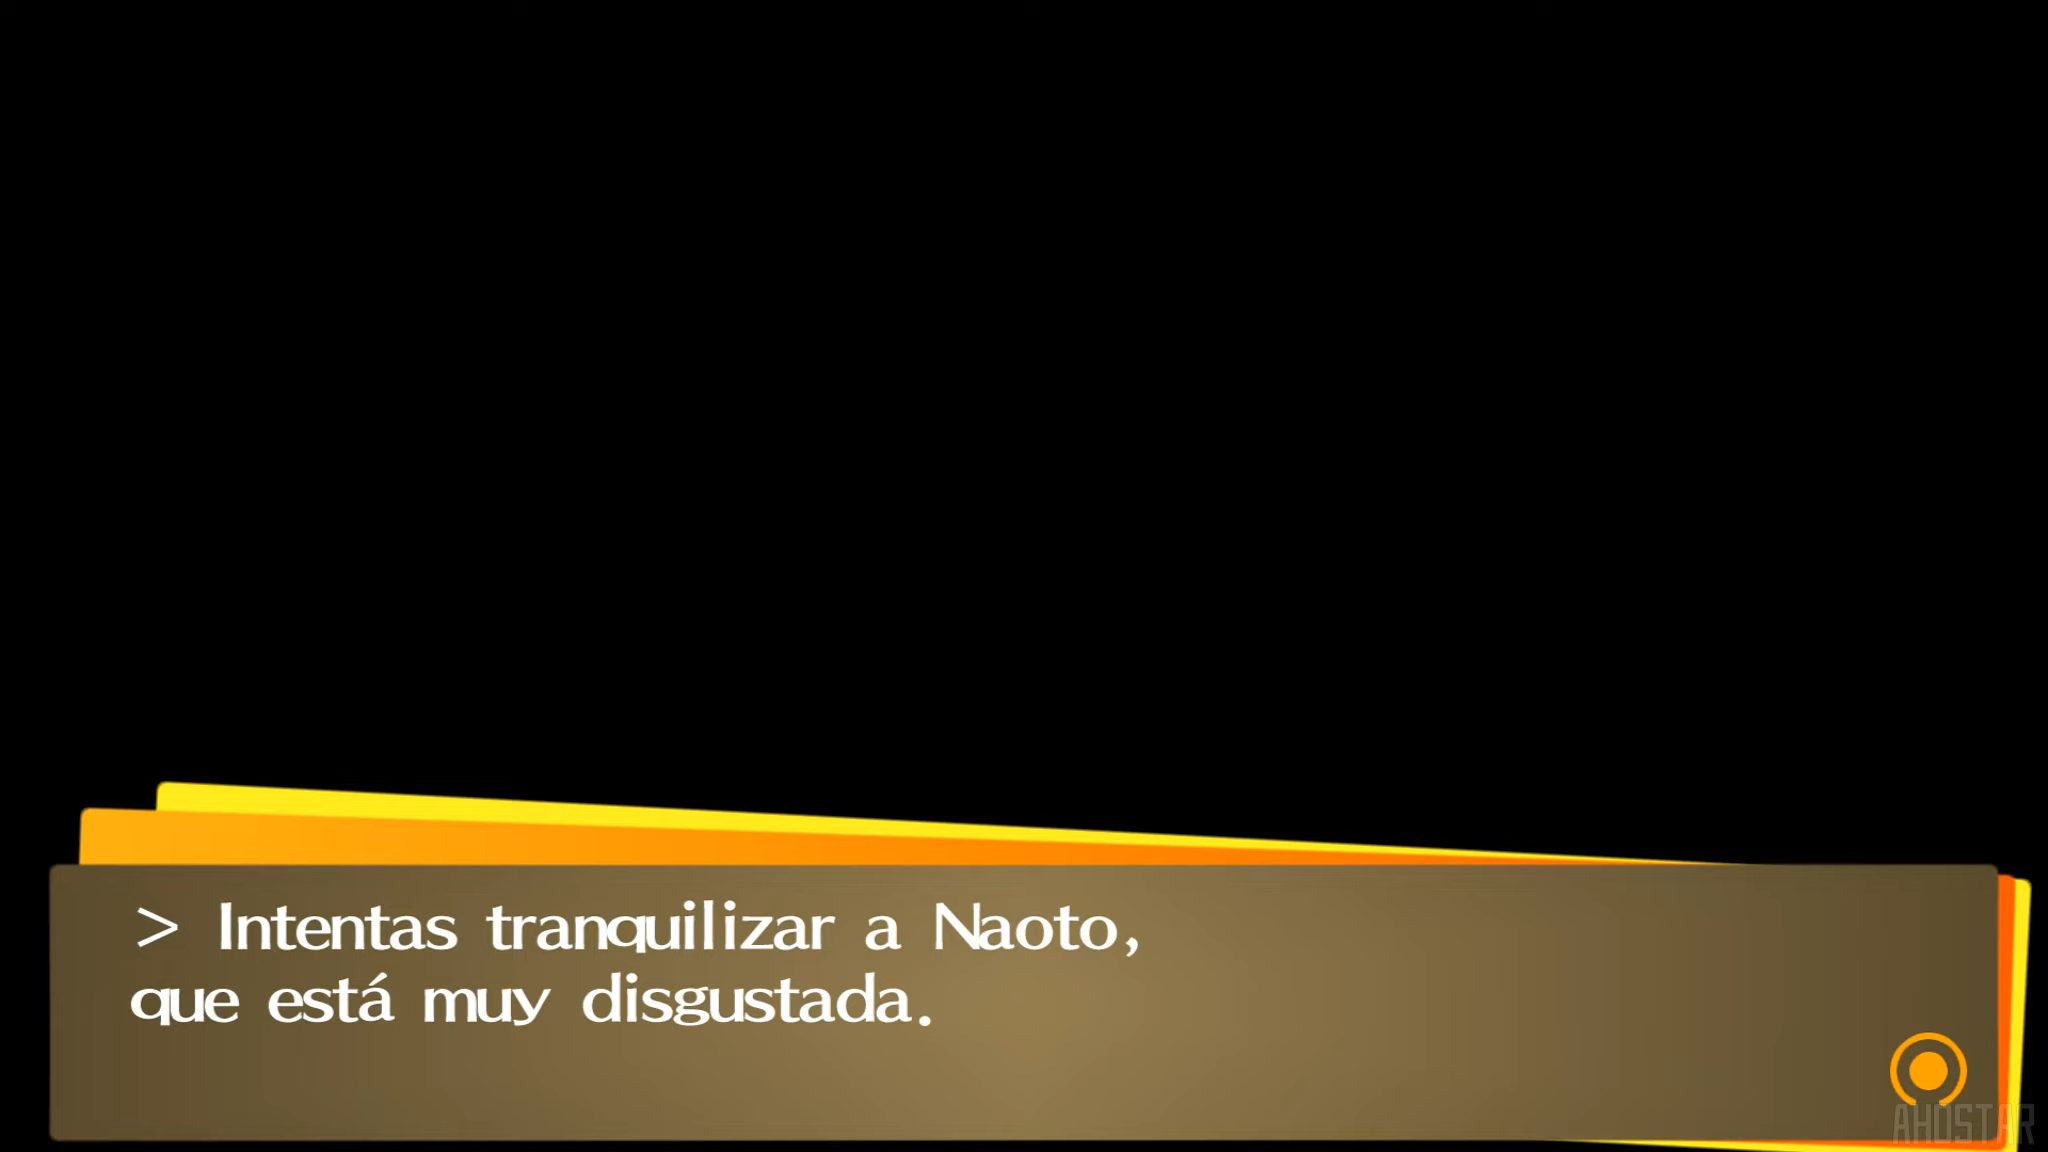 > Intentas tranquilizar a Naoto,
que está muy disgustada.
AHOSTAR